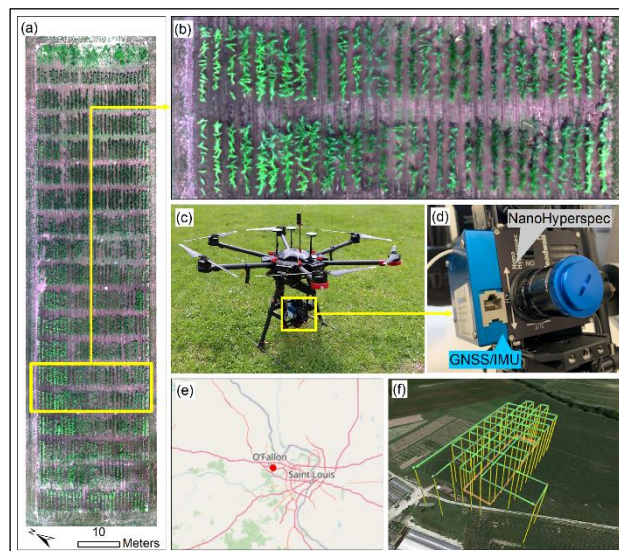 (a)
(b)
(c)
(d)
NanoHyperspec
GNSS/IMU
(e)
O'Fallon
Saint Louis
(f)
N
10
Meters